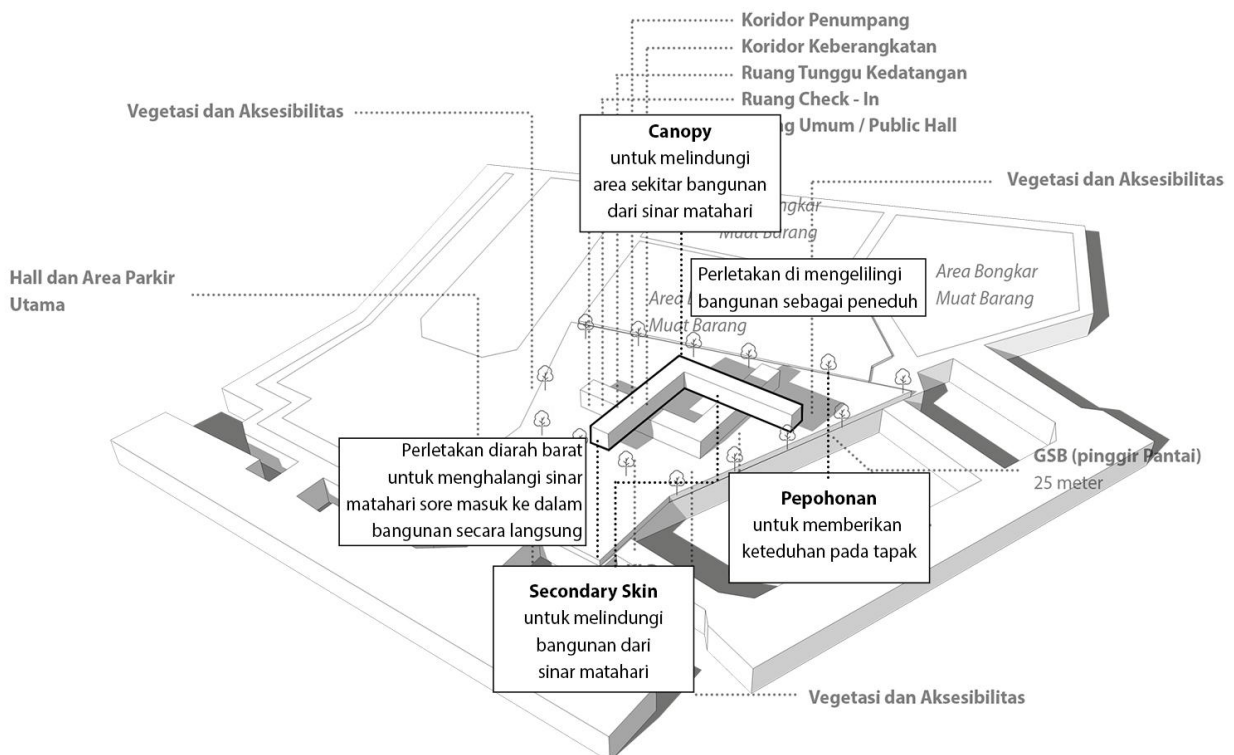 Koridor Penumpang
Koridor Keberangkatan
Ruang Tunggu Kedatangan
Ruang Check - In
Umum / Public Hall
Vegetasi dan Aksesibilitas
Canopy
untuk melindungi
area sekitar bangunan
dari sinar matahari
Vegetasi dan Aksesibilitas
Muat Barang
Hall dan Area Parkir
Utama
Perletakan di mengelilingi
bangunan sebagai peneduh
Area Bongkar
Muat Barang
Area
Muat Barang
Perletakan diarah barat
untuk menghalangi sinar
matahari sore masuk ke dalam
bangunan secara langsung
GSB (pinggir Pantai)
25 meter
Pepohonan
untuk memberikan
keteduhan pada tapak
Secondary Skin
untuk melindungi
bangunan dari
sinar matahari
Vegetasi dan Aksesibilitas